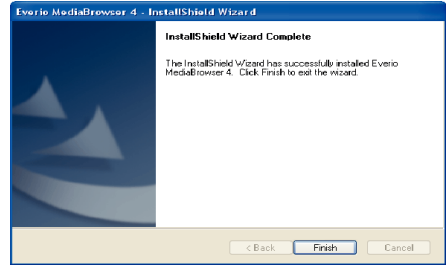 Everio MediaBrowser 4 - InstallShield Wizard
InstallShield Wizard Complete
The InstallShield Wizard has successfully installed Everio
MediaBrowser 4. Click Finish to exit the wizard.
< Back
Finish
Cancel